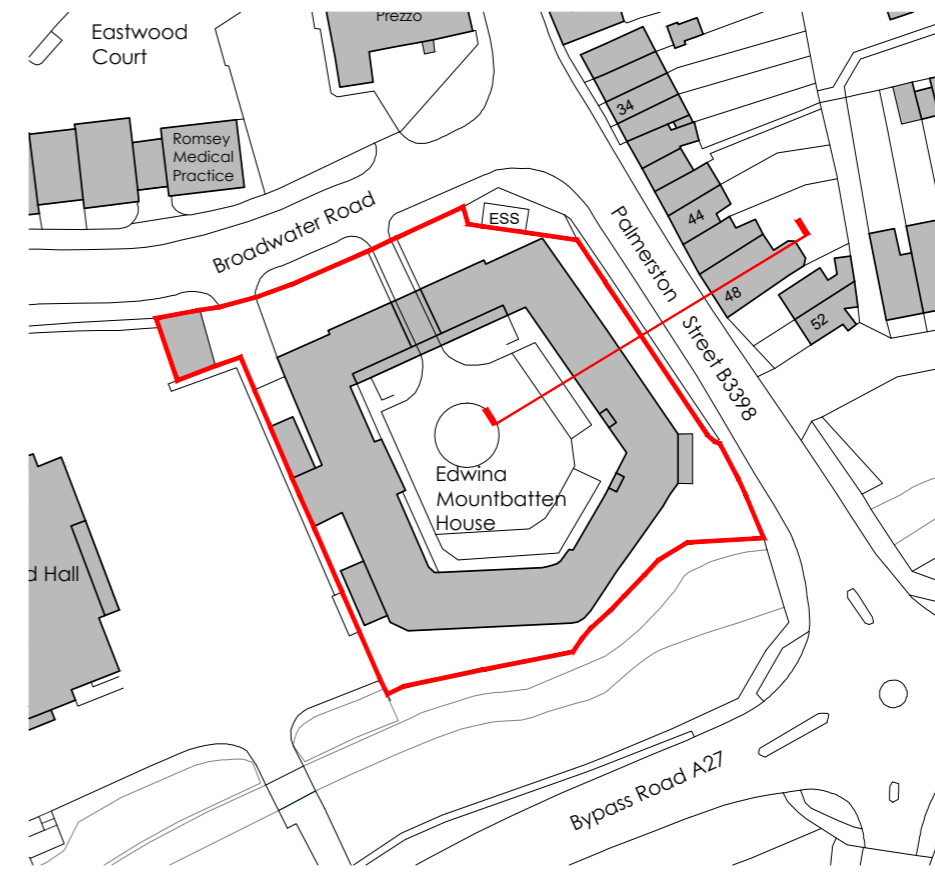 Prezzo
Eastwood
Court
34
Romsey
Medical
Practice
Broadwater Road
ESS
Palmerston
Street B3398
44
48
52
Edwina
Mountbatten
House
d Hall
Bypass Road A27